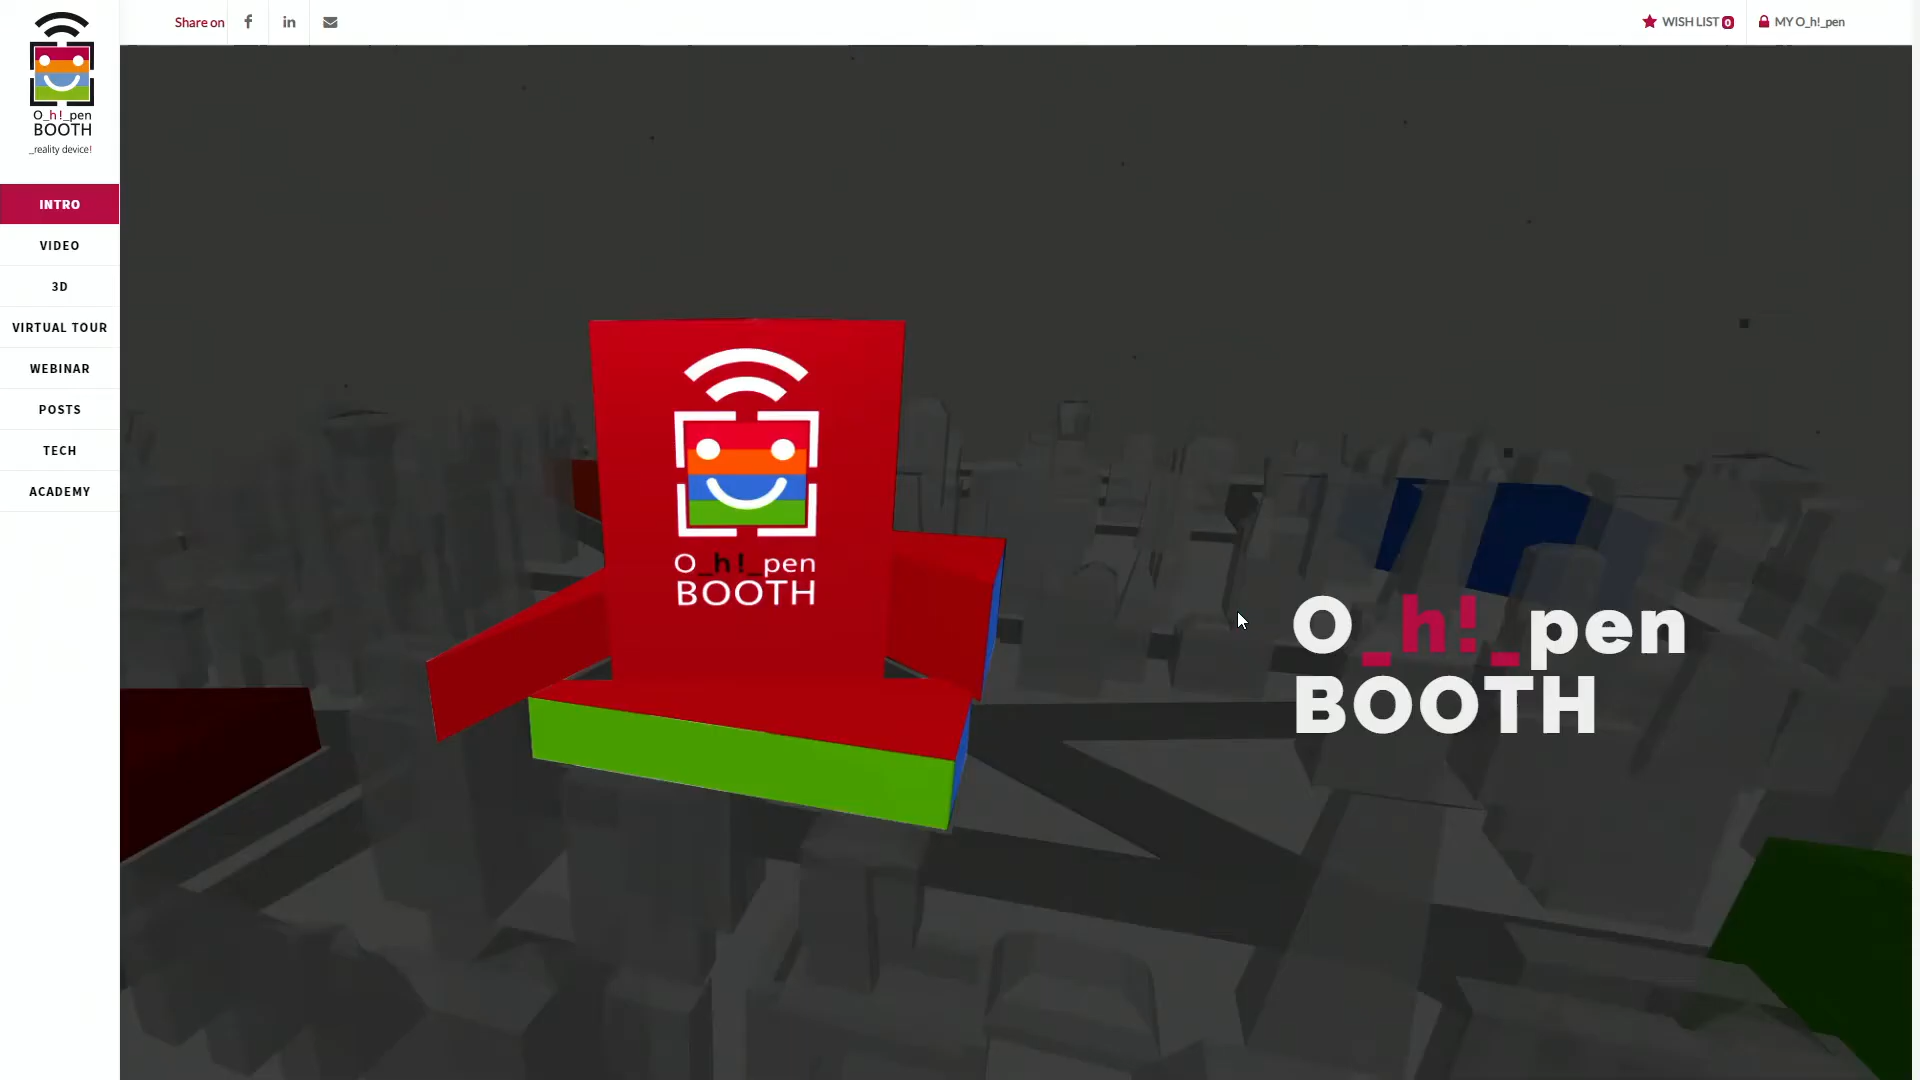 Share on
WISH LIST 0
MY O_h!_pen
O_h!_pen
BOOTH
_reality device!
INTRO
VIDEO
3D
VIRTUAL TOUR
WEBINAR
POSTS
TECH
ACADEMY
O_h!_pen
BOOTH
O_h!_pen
BOOTH